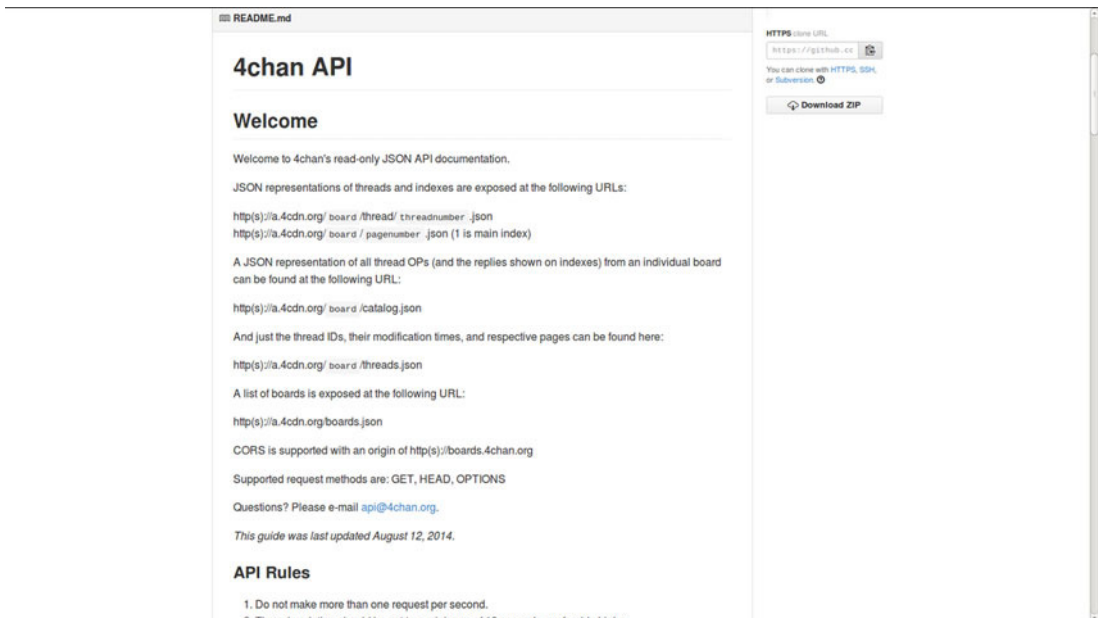 README.md
4chan API
Welcome
Welcome to 4chan's read-only JSON API documentation.
JSON representations of threads and indexes are exposed at the following URLs:
http(s)://a.4cdn.org/ board /thread/ threadnumber .json
http(s)://a.4cdn.org/ board / pagenumber .json (1 is main index)
A JSON representation of all thread OPs (and the replies shown on indexes) from an individual board
can be found at the following URL:
http(s)://a.4cdn.org/ board /catalog.json
And just the thread IDs, their modification times, and respective pages can be found here:
http(s)://a.4cdn.org/ board /threads.json
A list of boards is exposed at the following URL:
http(s)://a.4cdn.org/boards.json
CORS is supported with an origin of http(s)://boards.4chan.org
Supported request methods are: GET, HEAD, OPTIONS
Questions? Please e-mail api@4chan.org.
This guide was last updated August 12, 2014.
API Rules
1. Do not make more than one request per second.
HTTPS clone URL
https://github.cc
You can clone with HTTPS, SSH,
or Subversion.
Download ZIP